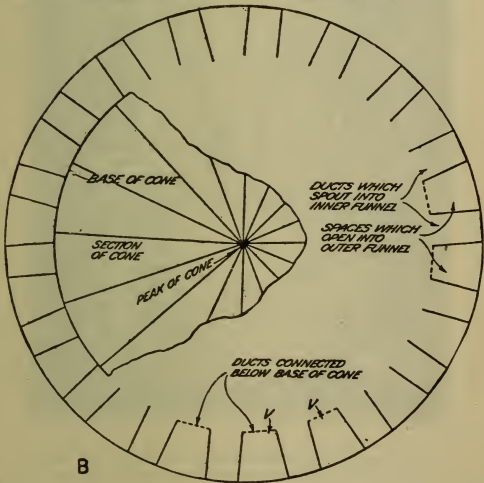 BASE OF CONE
SECTION
OF CONE
PEAK OF CONE
DUCTS WHICH
SPOUT INTO
INNER FUNNEL
SPACES WHICH
OPEN INTO
OUTER FUNNEL
DUCTS CONNECTED
BELOW BASE OF CONE
V
V
B